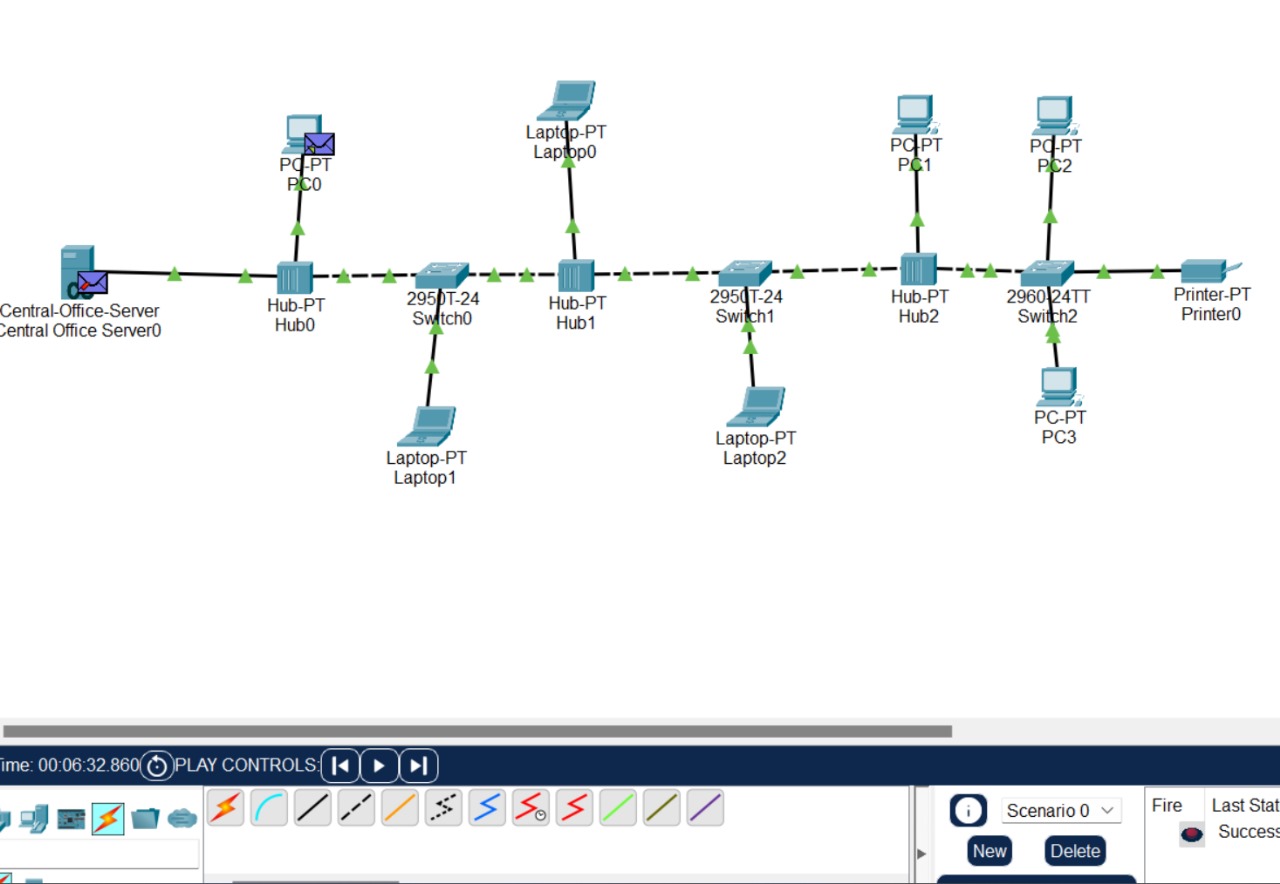 Laptop-PT
Laptop0
PC-PT
PC0
PC-PT
PC1
PC-PT
PC2
Central-Office-Server
Central Office Server0
Hub-PT
Hub0
2950T-24
Switch0
Hub-PT
Hub1
2950T-24
Switch1
Hub-PT
Hub2
2960-24TT
Switch2
Printer-PT
Printer0
Laptop-PT
Laptop1
Laptop-PT
Laptop2
PC-PT
PC3
ime: 00:06:32.860 PLAY CONTROLS:
Scenario 0
Fire Last Stat
Success
New Delete